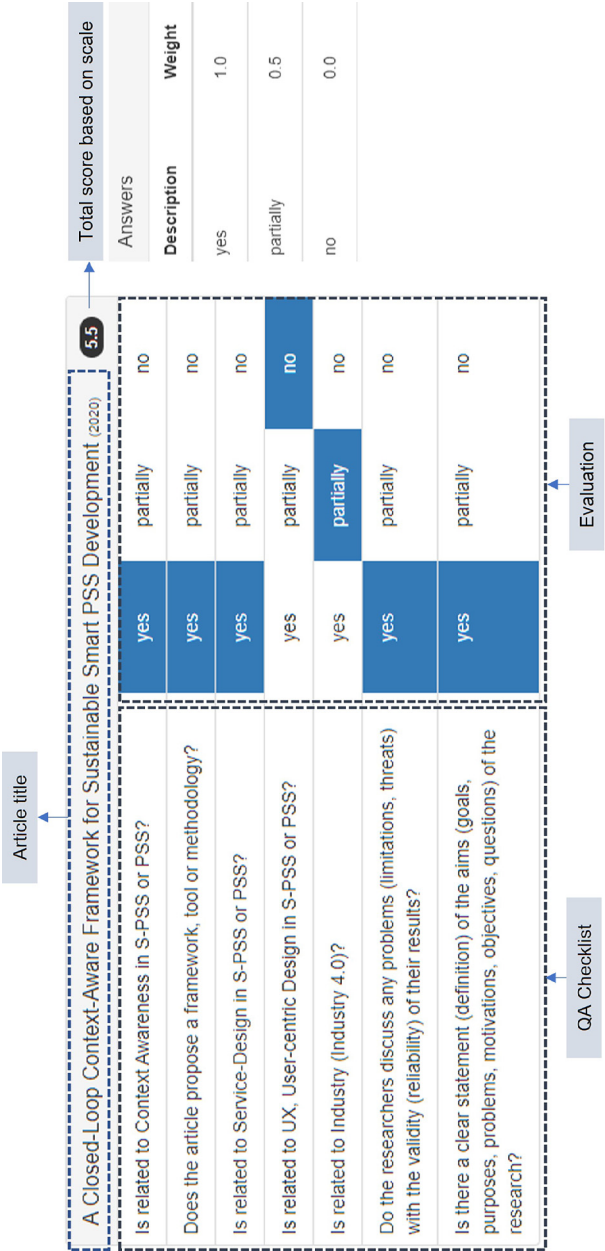 Article title
A Closed-Loop Context-Aware Framework for Sustainable Smart PSS Development (2020)
5.5
Total score based on scale
Is related to Context Awareness in S-PSS or PSS?
yes
partially
no
Does the article propose a framework, tool or methodology?
yes
partially
no
Is related to Service-Design in S-PSS or PSS?
yes
partially
no
Is related to UX, User-centric Design in S-PSS or PSS?
yes
partially
no
Is related to Industry (Industry 4.0)?
yes
partially
no
Do the researchers discuss any problems (limitations, threats)
with the validity (reliability) of their results?
yes
partially
no
Is there a clear statement (definition) of the aims (goals,
purposes, problems, motivations, objectives, questions) of the
research?
yes
partially
no
Answers
Description
Weight
yes
1.0
partially
0.5
no
0.0
QA Checklist
Evaluation